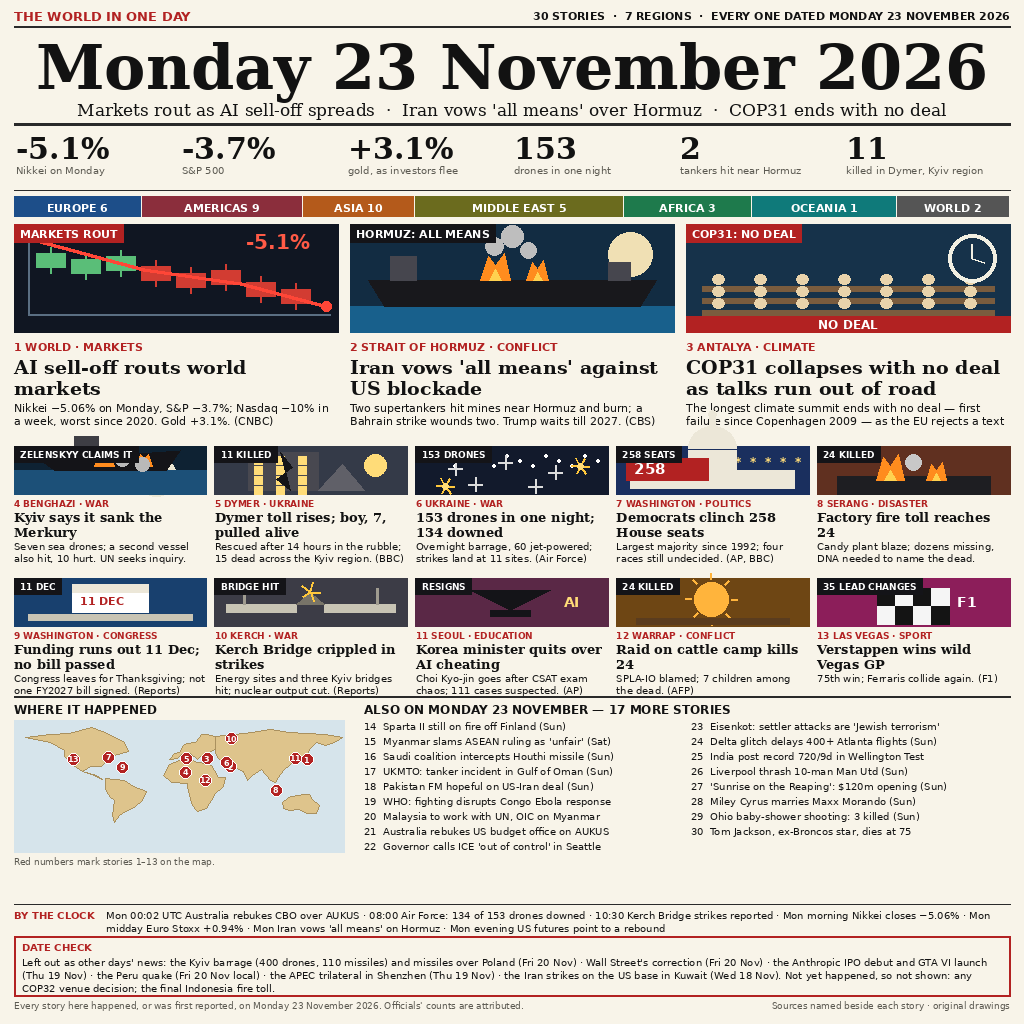 THE WORLD IN ONE DAY
30 STORIES · 7 REGIONS · EVERY ONE DATED MONDAY 23 NOVEMBER 2026
Monday 23 November 2026
Markets rout as AI sell-off spreads · Iran vows 'all means' over Hormuz · COP31 ends with no deal
-5.1%
Nikkei on Monday
-3.7%
S&P 500
+3.1%
gold, as investors flee
153
drones in one night
2
tankers hit near Hormuz
11
killed in Dymer, Kyiv region
EUROPE 6
AMERICAS 9
ASIA 10
MIDDLE EAST 5
AFRICA 3
OCEANIA 1
WORLD 2
MARKETS ROUT
-5.1%
1 WORLD · MARKETS
AI sell-off routs world
markets
Nikkei −5.06% on Monday, S&P −3.7%; Nasdaq −10% in
a week, worst since 2020. Gold +3.1%. (CNBC)
HORMUZ: ALL MEANS
2 STRAIT OF HORMUZ · CONFLICT
Iran vows 'all means' against
US blockade
Two supertankers hit mines near Hormuz and burn; a
Bahrain strike wounds two. Trump waits till 2027. (CBS)
COP31: NO DEAL
NO DEAL
3 ANTALYA · CLIMATE
COP31 collapses with no deal
as talks run out of road
The longest climate summit ends with no deal — first
failure since Copenhagen 2009 — as the EU rejects a text
ZELENSKYY CLAIMS IT
4 BENGHAZI · WAR
Kyiv says it sank the
Merkury
Seven sea drones; a second vessel
also hit, 10 hurt. UN seeks inquiry.
11 KILLED
5 DYMER · UKRAINE
Dymer toll rises; boy, 7,
pulled alive
Rescued after 14 hours in the rubble;
15 dead across the Kyiv region. (BBC)
153 DRONES
6 UKRAINE · WAR
153 drones in one night;
134 downed
Overnight barrage, 60 jet-powered;
strikes land at 11 sites. (Air Force)
258 SEATS
258
7 WASHINGTON · POLITICS
Democrats clinch 258
House seats
Largest majority since 1992; four
races still undecided. (AP, BBC)
24 KILLED
8 SERANG · DISASTER
Factory fire toll reaches
24
Candy plant blaze; dozens missing,
DNA needed to name the dead.
11 DEC
11 DEC
9 WASHINGTON · CONGRESS
Funding runs out 11 Dec;
no bill passed
Congress leaves for Thanksgiving; not
one FY2027 bill signed. (Reports)
BRIDGE HIT
10 KERCH · WAR
Kerch Bridge crippled in
strikes
Energy sites and three Kyiv bridges
hit; nuclear output cut. (Reports)
RESIGNS
AI
11 SEOUL · EDUCATION
Korea minister quits over
AI cheating
Choi Kyo-jin goes after CSAT exam
chaos; 111 cases suspected. (AP)
24 KILLED
12 WARRAP · CONFLICT
Raid on cattle camp kills
24
SPLA-IO blamed; 7 children among
the dead. (AFP)
35 LEAD CHANGES
F1
13 LAS VEGAS · SPORT
Verstappen wins wild
Vegas GP
75th win; Ferraris collide again. (F1)
WHERE IT HAPPENED
13
7
9
10
5
3
6
4
12
11
1
8
Red numbers mark stories 1–13 on the map.
ALSO ON MONDAY 23 NOVEMBER — 17 MORE STORIES
14 Sparta II still on fire off Finland (Sun)
15 Myanmar slams ASEAN ruling as 'unfair' (Sat)
16 Saudi coalition intercepts Houthi missile (Sun)
17 UKMTO: tanker incident in Gulf of Oman (Sun)
18 Pakistan FM hopeful on US-Iran deal (Sun)
19 WHO: fighting disrupts Congo Ebola response
20 Malaysia to work with UN, OIC on Myanmar
21 Australia rebukes US budget office on AUKUS
22 Governor calls ICE 'out of control' in Seattle
23 Eisenkot: settler attacks are 'Jewish terrorism'
24 Delta glitch delays 400+ Atlanta flights (Sun)
25 India post record 720/9d in Wellington Test
26 Liverpool thrash 10-man Man Utd (Sun)
27 'Sunrise on the Reaping': $120m opening (Sun)
28 Miley Cyrus marries Maxx Morando (Sun)
29 Ohio baby-shower shooting: 3 killed (Sun)
30 Tom Jackson, ex-Broncos star, dies at 75
BY THE CLOCK
Mon 00:02 UTC Australia rebukes CBO over AUKUS · 08:00 Air Force: 134 of 153 drones downed · 10:30 Kerch Bridge strikes reported · Mon morning Nikkei closes −5.06% · Mon
midday Euro Stoxx +0.94% · Mon Iran vows 'all means' on Hormuz · Mon evening US futures point to a rebound
DATE CHECK
Left out as other days' news: the Kyiv barrage (400 drones, 110 missiles) and missiles over Poland (Fri 20 Nov) · Wall Street's correction (Fri 20 Nov) · the Anthropic IPO debut and GTA VI launch
(Thu 19 Nov) · the Peru quake (Fri 20 Nov local) · the APEC trilateral in Shenzhen (Thu 19 Nov) · the Iran strikes on the US base in Kuwait (Wed 18 Nov). Not yet happened, so not shown: any
COP32 venue decision; the final Indonesia fire toll.
Every story here happened, or was first reported, on Monday 23 November 2026. Officials' counts are attributed.
Sources named beside each story · original drawings